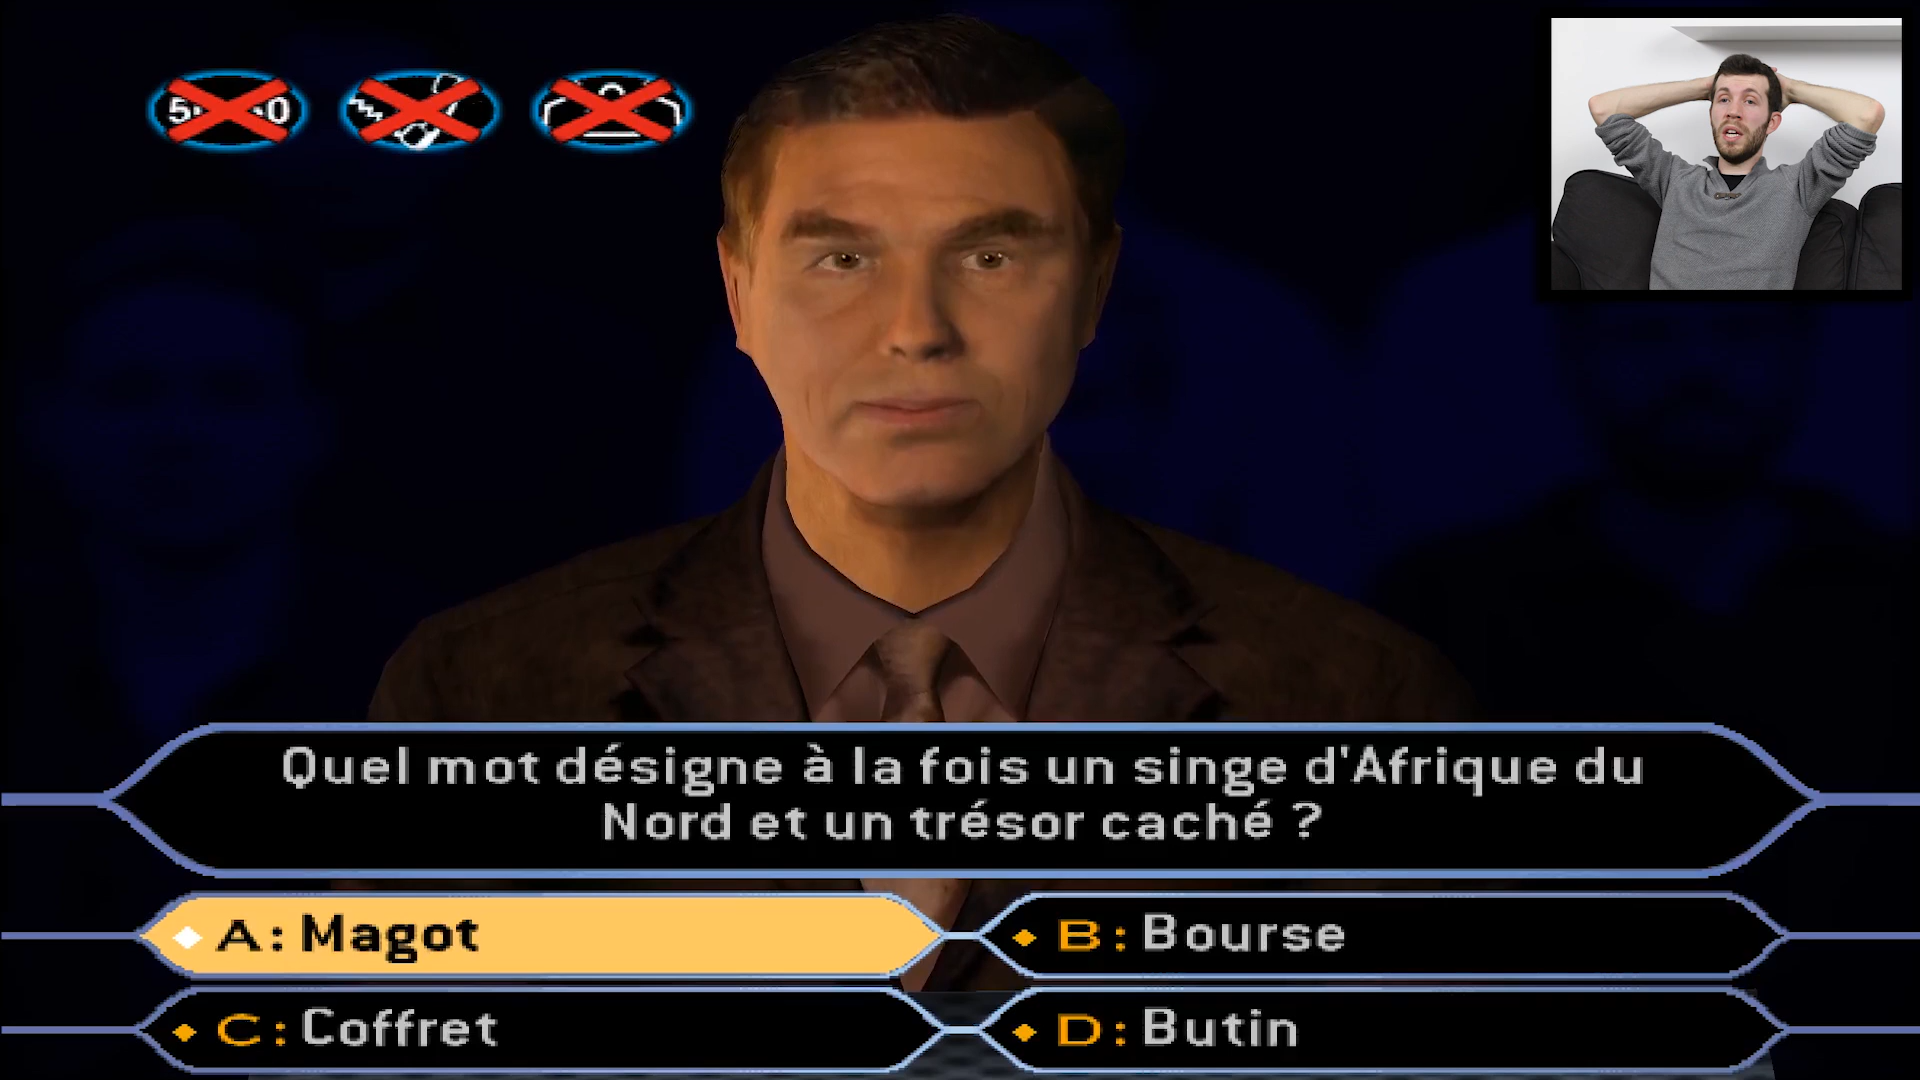 Quel mot désigne à la fois un singe d'Afrique du
Nord et un trésor caché ?
A: Magot
B: Bourse
C: Coffret
D: Butin